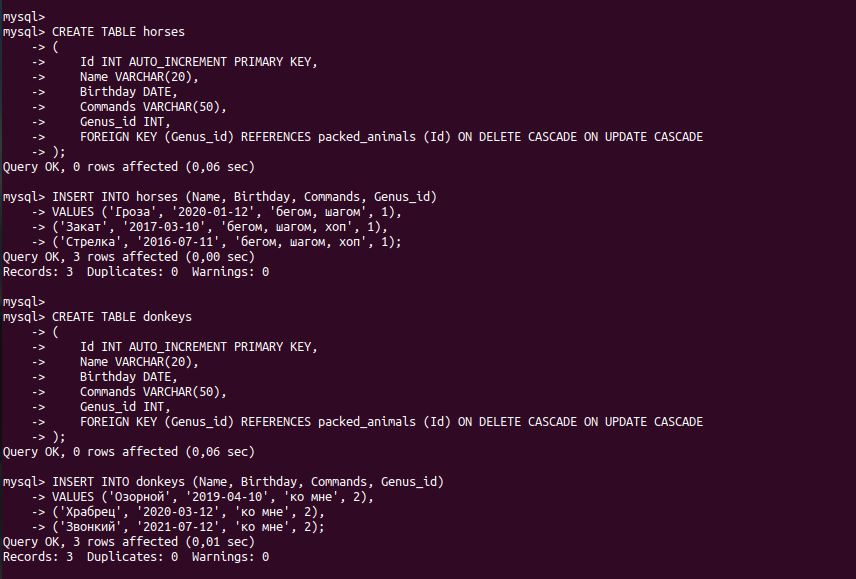 mysql>
mysql> CREATE TABLE horses
    -> (
    ->     Id INT AUTO_INCREMENT PRIMARY KEY,
    ->     Name VARCHAR(20),
    ->     Birthday DATE,
    ->     Commands VARCHAR(50),
    ->     Genus_id INT,
    ->     FOREIGN KEY (Genus_id) REFERENCES packed_animals (Id) ON DELETE CASCADE ON UPDATE CASCADE
    -> );
Query OK, 0 rows affected (0,06 sec)

mysql> INSERT INTO horses (Name, Birthday, Commands, Genus_id)
    -> VALUES ('Гроза', '2020-01-12', 'бегом, шагом', 1),
    -> ('Закат', '2017-03-10', 'бегом, шагом, хоп', 1),
    -> ('Стрелка', '2016-07-11', 'бегом, шагом, хоп', 1);
Query OK, 3 rows affected (0,00 sec)
Records: 3  Duplicates: 0  Warnings: 0

mysql>
mysql> CREATE TABLE donkeys
    -> (
    ->     Id INT AUTO_INCREMENT PRIMARY KEY,
    ->     Name VARCHAR(20),
    ->     Birthday DATE,
    ->     Commands VARCHAR(50),
    ->     Genus_id INT,
    ->     FOREIGN KEY (Genus_id) REFERENCES packed_animals (Id) ON DELETE CASCADE ON UPDATE CASCADE
    -> );
Query OK, 0 rows affected (0,06 sec)

mysql> INSERT INTO donkeys (Name, Birthday, Commands, Genus_id)
    -> VALUES ('Озорной', '2019-04-10', 'ко мне', 2),
    -> ('Храбрец', '2020-03-12', 'ко мне', 2),
    -> ('Звонкий', '2021-07-12', 'ко мне', 2);
Query OK, 3 rows affected (0,01 sec)
Records: 3  Duplicates: 0  Warnings: 0